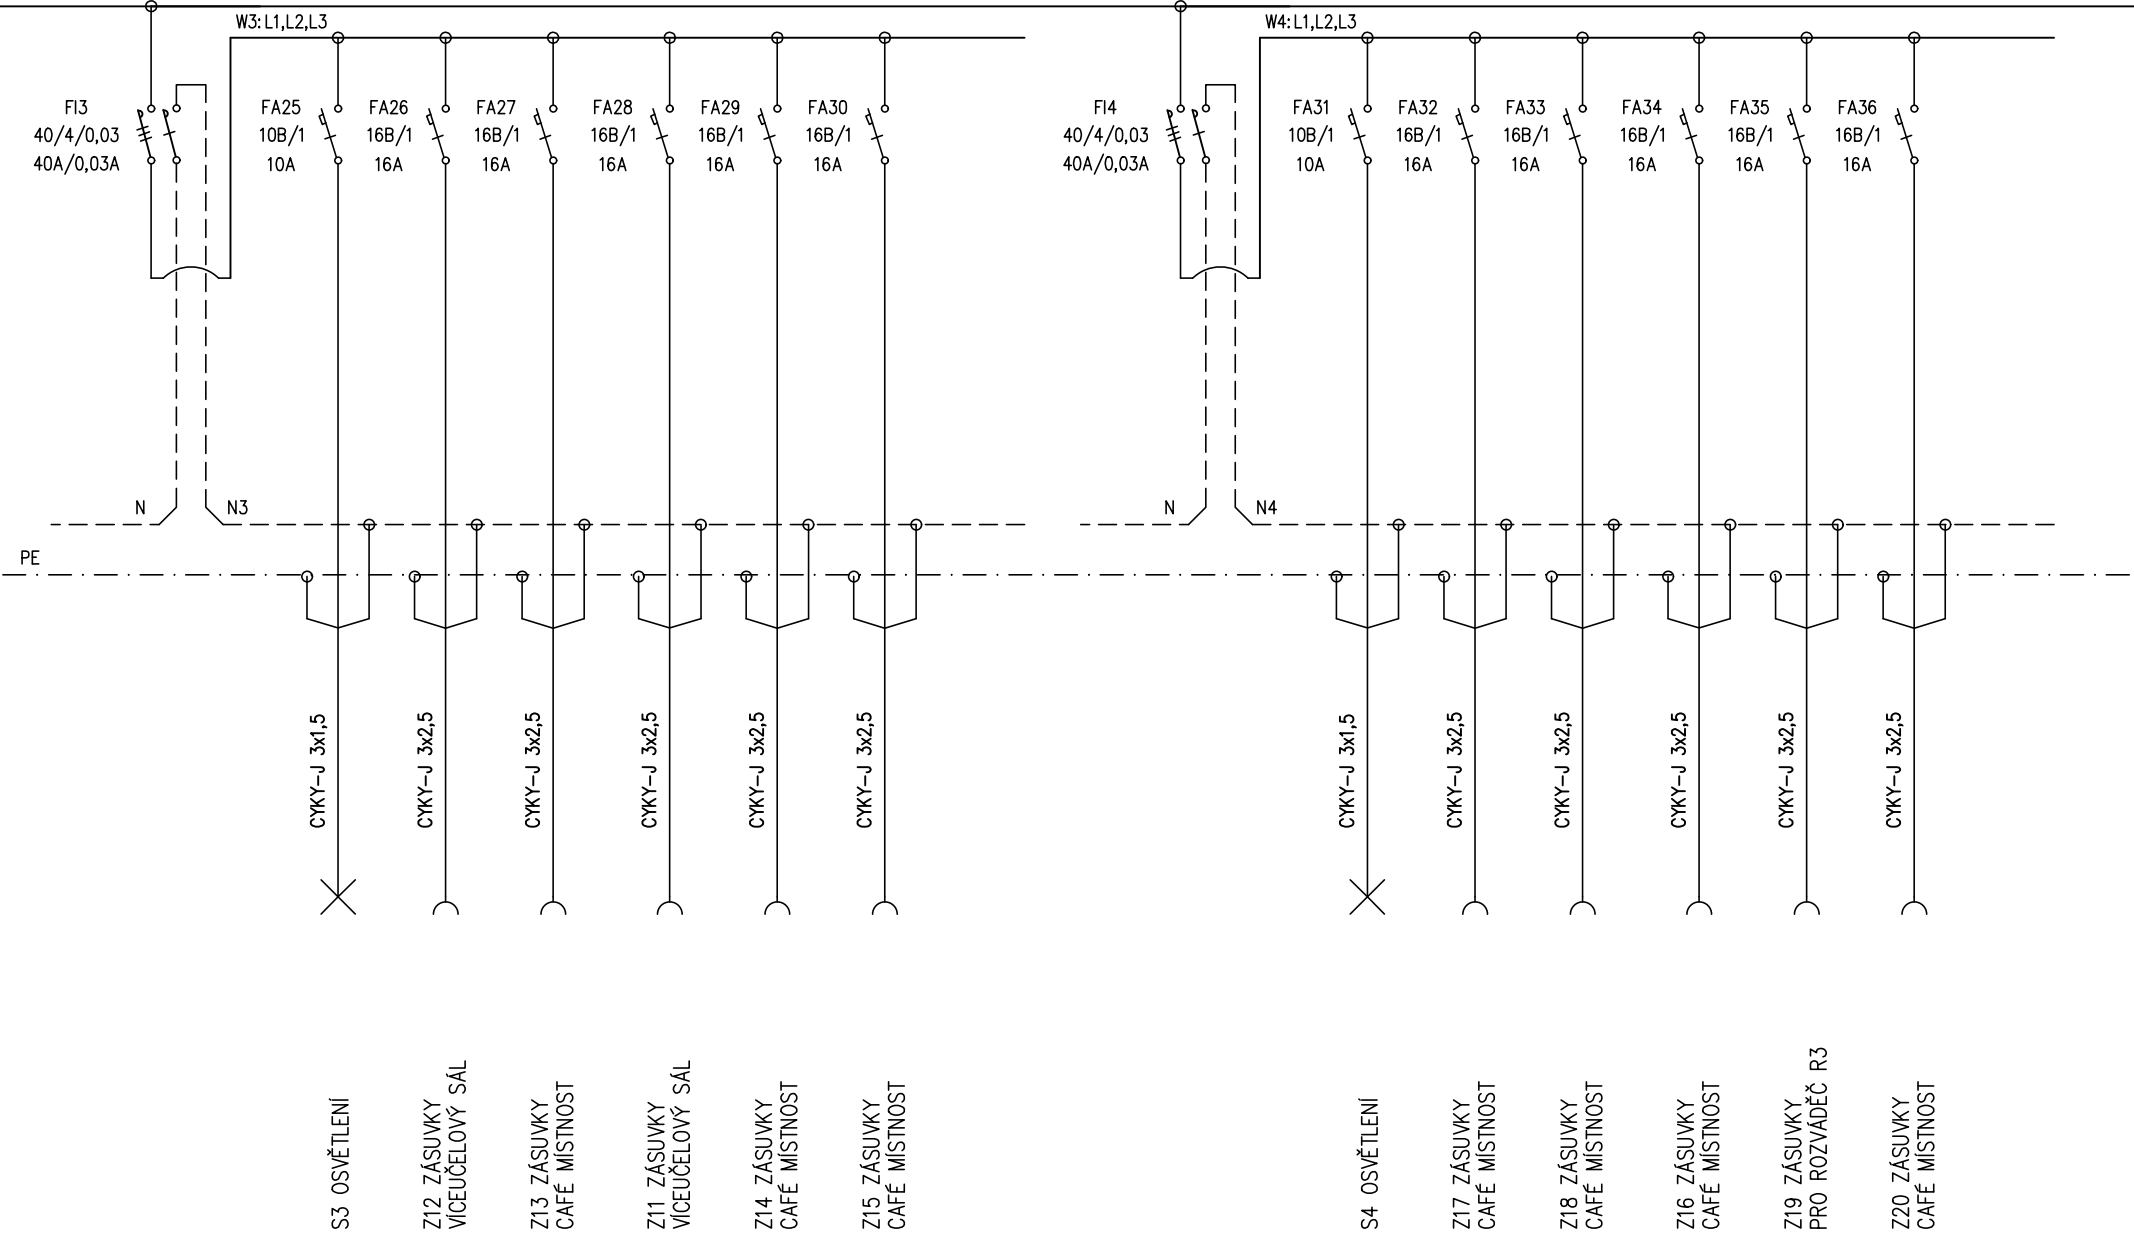 W3: L1,L2,L3
W4: L1,L2,L3
FI3
40/4/0,03
40A/0,03A
FA25
10B/1
10A
FA26
16B/1
16A
FA27
16B/1
16A
FA28
16B/1
16A
FA29
16B/1
16A
FA30
16B/1
16A
FI4
40/4/0,03
40A/0,03A
FA31
10B/1
10A
FA32
16B/1
16A
FA33
16B/1
16A
FA34
16B/1
16A
FA35
16B/1
16A
FA36
16B/1
16A
N
N3
N
N4
PE
CYKY-J 3x1,5
CYKY-J 3x2,5
CYKY-J 3x2,5
CYKY-J 3x2,5
CYKY-J 3x2,5
CYKY-J 3x2,5
CYKY-J 3x1,5
CYKY-J 3x2,5
CYKY-J 3x2,5
CYKY-J 3x2,5
CYKY-J 3x2,5
CYKY-J 3x2,5
S3 OSVĚTLENÍ
Z12 ZÁSUVKY
VÍCEUČELOVÝ SÁL
Z13 ZÁSUVKY
CAFÉ MÍSTNOST
Z11 ZÁSUVKY
VÍCEUČELOVÝ SÁL
Z14 ZÁSUVKY
CAFÉ MÍSTNOST
Z15 ZÁSUVKY
CAFÉ MÍSTNOST
S4 OSVĚTLENÍ
Z17 ZÁSUVKY
CAFÉ MÍSTNOST
Z18 ZÁSUVKY
CAFÉ MÍSTNOST
Z16 ZÁSUVKY
CAFÉ MÍSTNOST
Z19 ZÁSUVKY
PRO ROZVÁDĚČ R3
Z20 ZÁSUVKY
CAFÉ MÍSTNOST